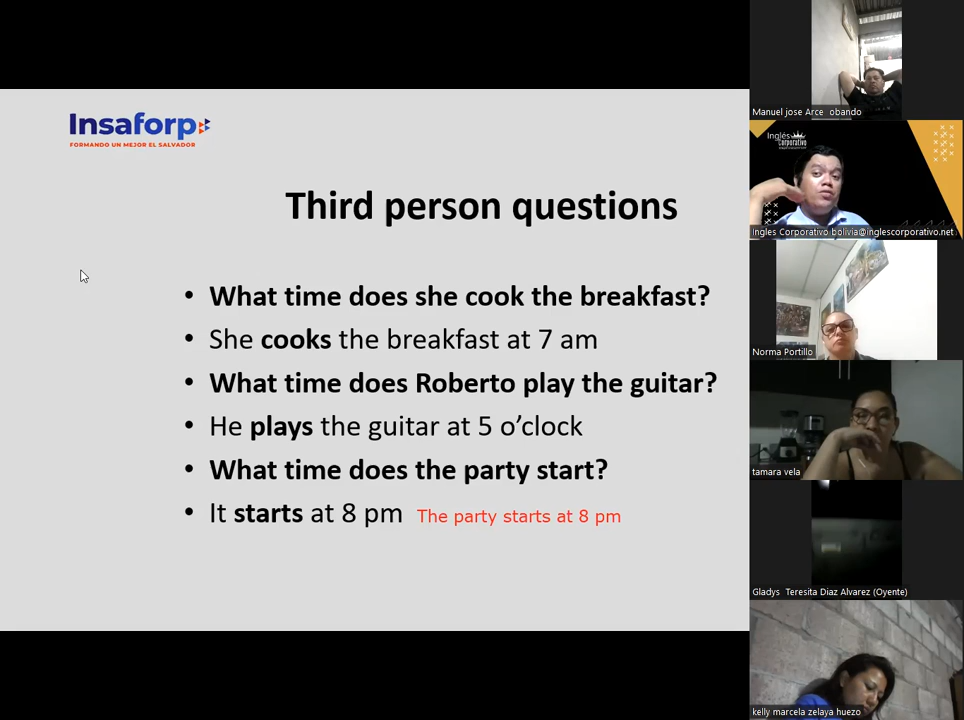 Insaforp
FORMANDO UN MEJOR EL SALVADOR
Third person questions
• What time does she cook the breakfast?
• She cooks the breakfast at 7 am
• What time does Roberto play the guitar?
• He plays the guitar at 5 o'clock
• What time does the party start?
• It starts at 8 pm The party starts at 8 pm
Manuel jose Arce obando
Inglés
Corporativo
Ingles Corporativo bolivia@inglescorporativo.net
Norma Portillo
tamara vela
Gladys Teresita Diaz Alvarez (Oyente)
kelly marcela zelaya huezo